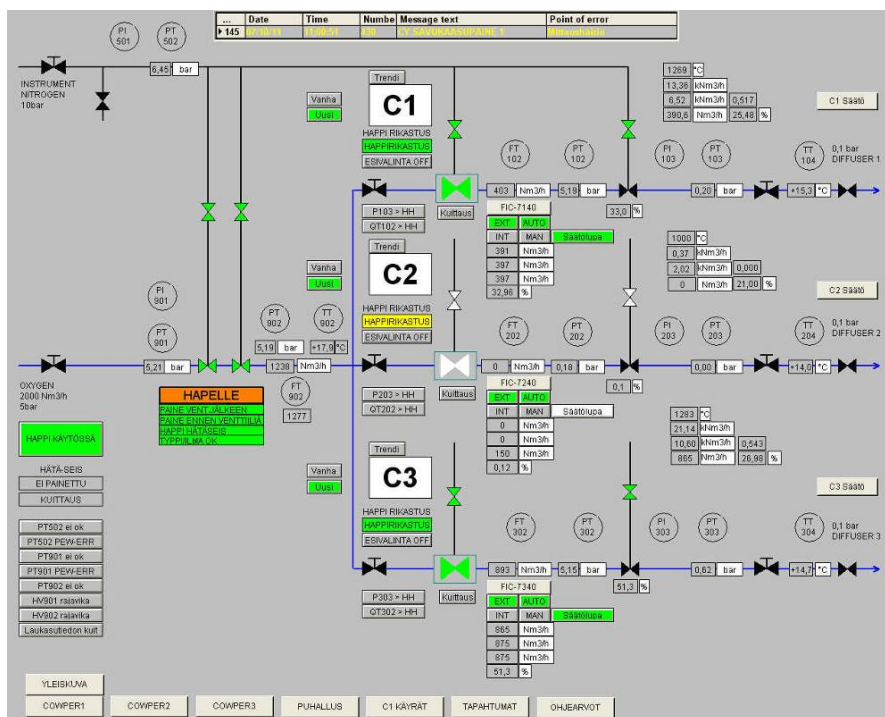 ... Date Time Numbe Message text Point of error
145 07/10/11 11:00:51 430 CY SAVUKAASUPAINE 1 Mittaushäiriö
PI 501
PT 502
6,45 bar
INSTRUMENT
NITROGEN
10bar
Trendi
Vanha
Uusi
C1
HAPPI RIKASTUS
HAPPIRIKASTUS
ESIVALINTA OFF
1269 °C
13,36 kNm3/h
6,52 kNm3/h 0,517
390,6 Nm3/h 25,48 %
C1 Säätö
FT 102
PT 102
PI 103
PT 103
TT 104
0,1 bar
DIFFUSER 1
403 Nm3/h 5,19 bar 0,20 bar +15,3 °C
P103 > HH
QT102 > HH
Kuittaus
FIC-7140
33,0 %
EXT AUTO
INT MAN Säätölupa
391 Nm3/h
397 Nm3/h
397 Nm3/h
32,96 %
Trendi
Vanha
Uusi
C2
HAPPI RIKASTUS
HAPPIRIKASTUS
ESIVALINTA OFF
1000 °C
0,37 kNm3/h
2,02 kNm3/h 0,000
0 Nm3/h 21,00 %
C2 Säätö
PI 901
PT 901
PT 902
TT 902
5,19 bar +17,9 °C
5,21 bar 1238 Nm3/h
FT 902
1277
OXYGEN
2000 Nm3/h
5bar
FT 202
PT 202
PI 203
PT 203
TT 204
0,1 bar
DIFFUSER 2
0 Nm3/h 0,18 bar 0,00 bar +14,0 °C
P203 > HH
QT202 > HH
Kuittaus
FIC-7240
0,1 %
EXT AUTO
INT MAN Säätölupa
0 Nm3/h
0 Nm3/h
150 Nm3/h
0,12 %
HAPELLE
PAINE VENT.JÄLKEEN
PAINE ENNEN VENTTIILIÄ
HAPPI HÄTÄSEIS
TYPPIILMA OK
HAPPI KÄYTÖSSÄ
HÄTÄ-SEIS
EI PAINETTU
KUITTAUS
PT502 ei ok
PT502 PEW-ERR
PT901 ei ok
PT901 PEW-ERR
PT902 ei ok
HV901 rajavika
HV902 rajavika
Laukasutiedon kuit
Trendi
Vanha
Uusi
C3
HAPPI RIKASTUS
HAPPIRIKASTUS
ESIVALINTA OFF
1283 °C
21,14 kNm3/h
10,60 kNm3/h 0,543
865 Nm3/h 26,98 %
C3 Säätö
FT 302
PT 302
PI 303
PT 303
TT 304
0,1 bar
DIFFUSER 3
893 Nm3/h 5,15 bar 0,62 bar +14,7 °C
P303 > HH
QT302 > HH
Kuittaus
FIC-7340
51,3 %
EXT AUTO
INT MAN Säätölupa
865 Nm3/h
875 Nm3/h
875 Nm3/h
51,3 %
YLEISKUVA
COWPER1 COWPER2 COWPER3 PUHALLUS C1 KÄYRÄT TAPAHTUMAT OHJEARVOT